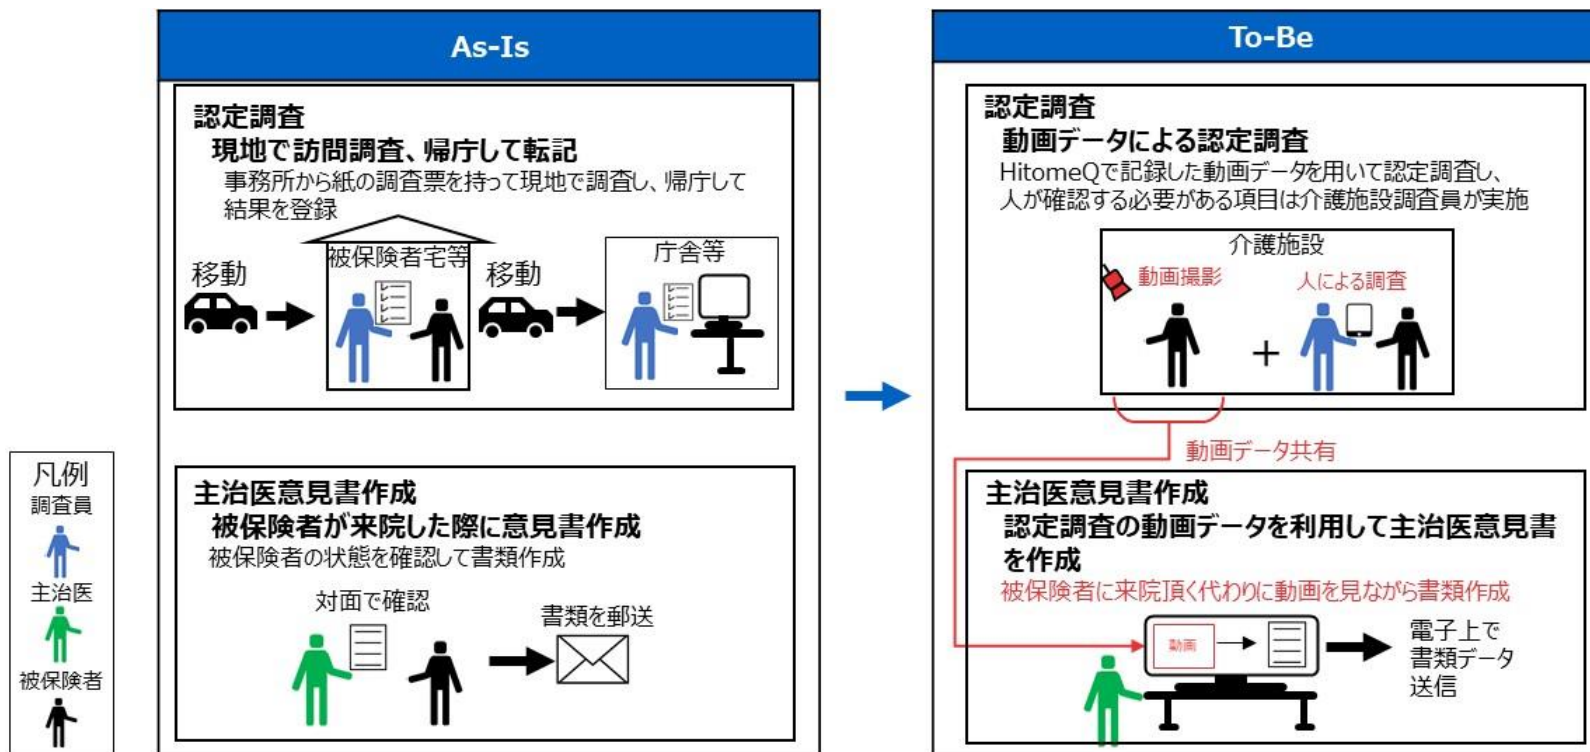 As-Is
認定調査
現地で訪問調査、帰庁して転記
事務所から紙の調査票を持って現地で調査し、帰庁して
結果を登録
移動
被保険者宅等
移動
庁舎等
主治医意見書作成
被保険者が来院した際に意見書作成
被保険者の状態を確認して書類作成
対面で確認
書類を郵送
凡例
調査員
主治医
被保険者
To-Be
認定調査
動画データによる認定調査
HitomeQで記録した動画データを用いて認定調査し、
人が確認する必要がある項目は介護施設調査員が実施
介護施設
動画撮影
人による調査
+
動画データ共有
主治医意見書作成
認定調査の動画データを利用して主治医意見書
を作成
被保険者に来院頂く代わりに動画を見ながら書類作成
動画
電子上で
書類データ
送信